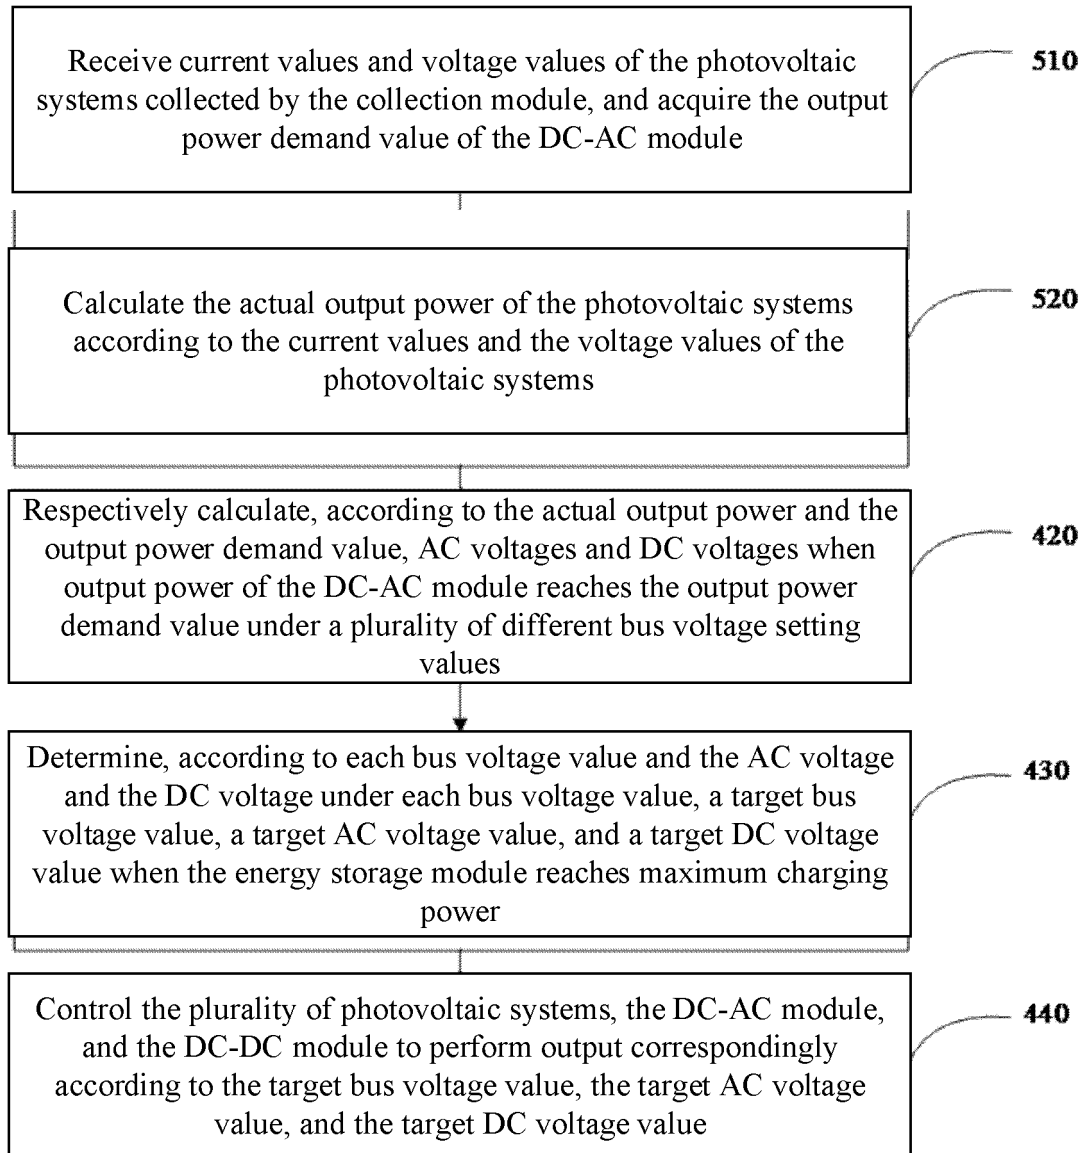 Receive current values and voltage values of the photovoltaic
systems collected by the collection module, and acquire the output
power demand value of the DC-AC module
510
Calculate the actual output power of the photovoltaic systems
according to the current values and the voltage values of the
photovoltaic systems
520
Respectively calculate, according to the actual output power and the
output power demand value, AC voltages and DC voltages when
output power of the DC-AC module reaches the output power
demand value under a plurality of different bus voltage setting
values
420
Determine, according to each bus voltage value and the AC voltage
and the DC voltage under each bus voltage value, a target bus
voltage value, a target AC voltage value, and a target DC voltage
value when the energy storage module reaches maximum charging
power
430
Control the plurality of photovoltaic systems, the DC-AC module,
and the DC-DC module to perform output correspondingly
according to the target bus voltage value, the target AC voltage
value, and the target DC voltage value
440